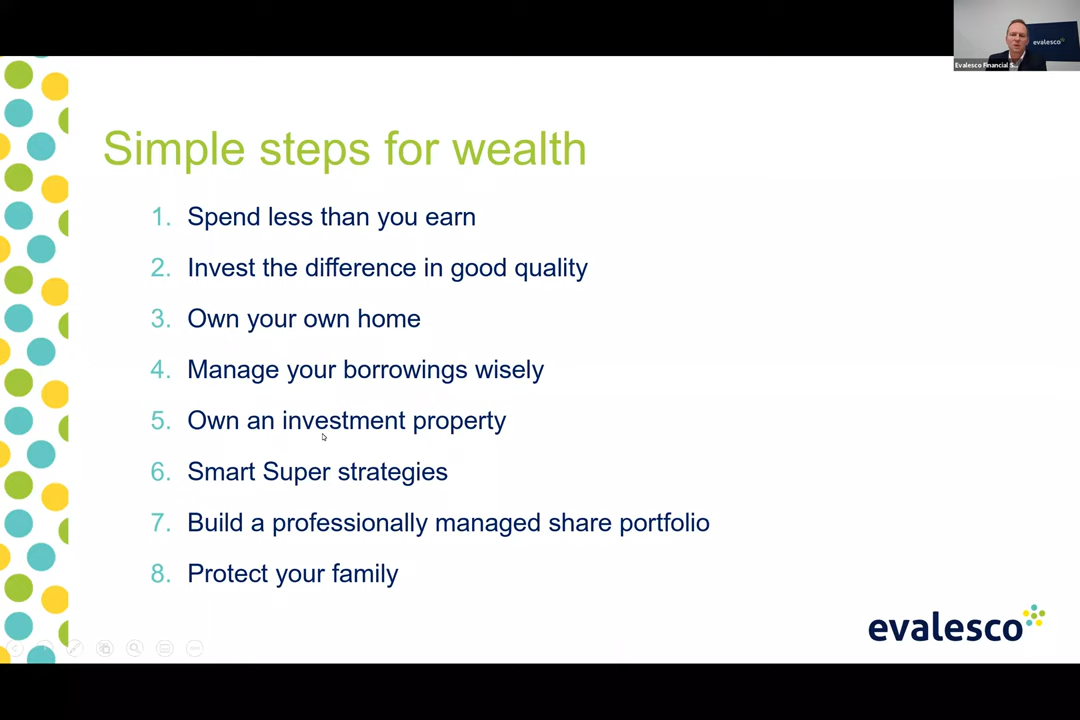 evalesco
Evalesco Financial S...
Simple steps for wealth
1. Spend less than you earn
2. Invest the difference in good quality
3. Own your own home
4. Manage your borrowings wisely
5. Own an investment property
6. Smart Super strategies
7. Build a professionally managed share portfolio
8. Protect your family
evalesco